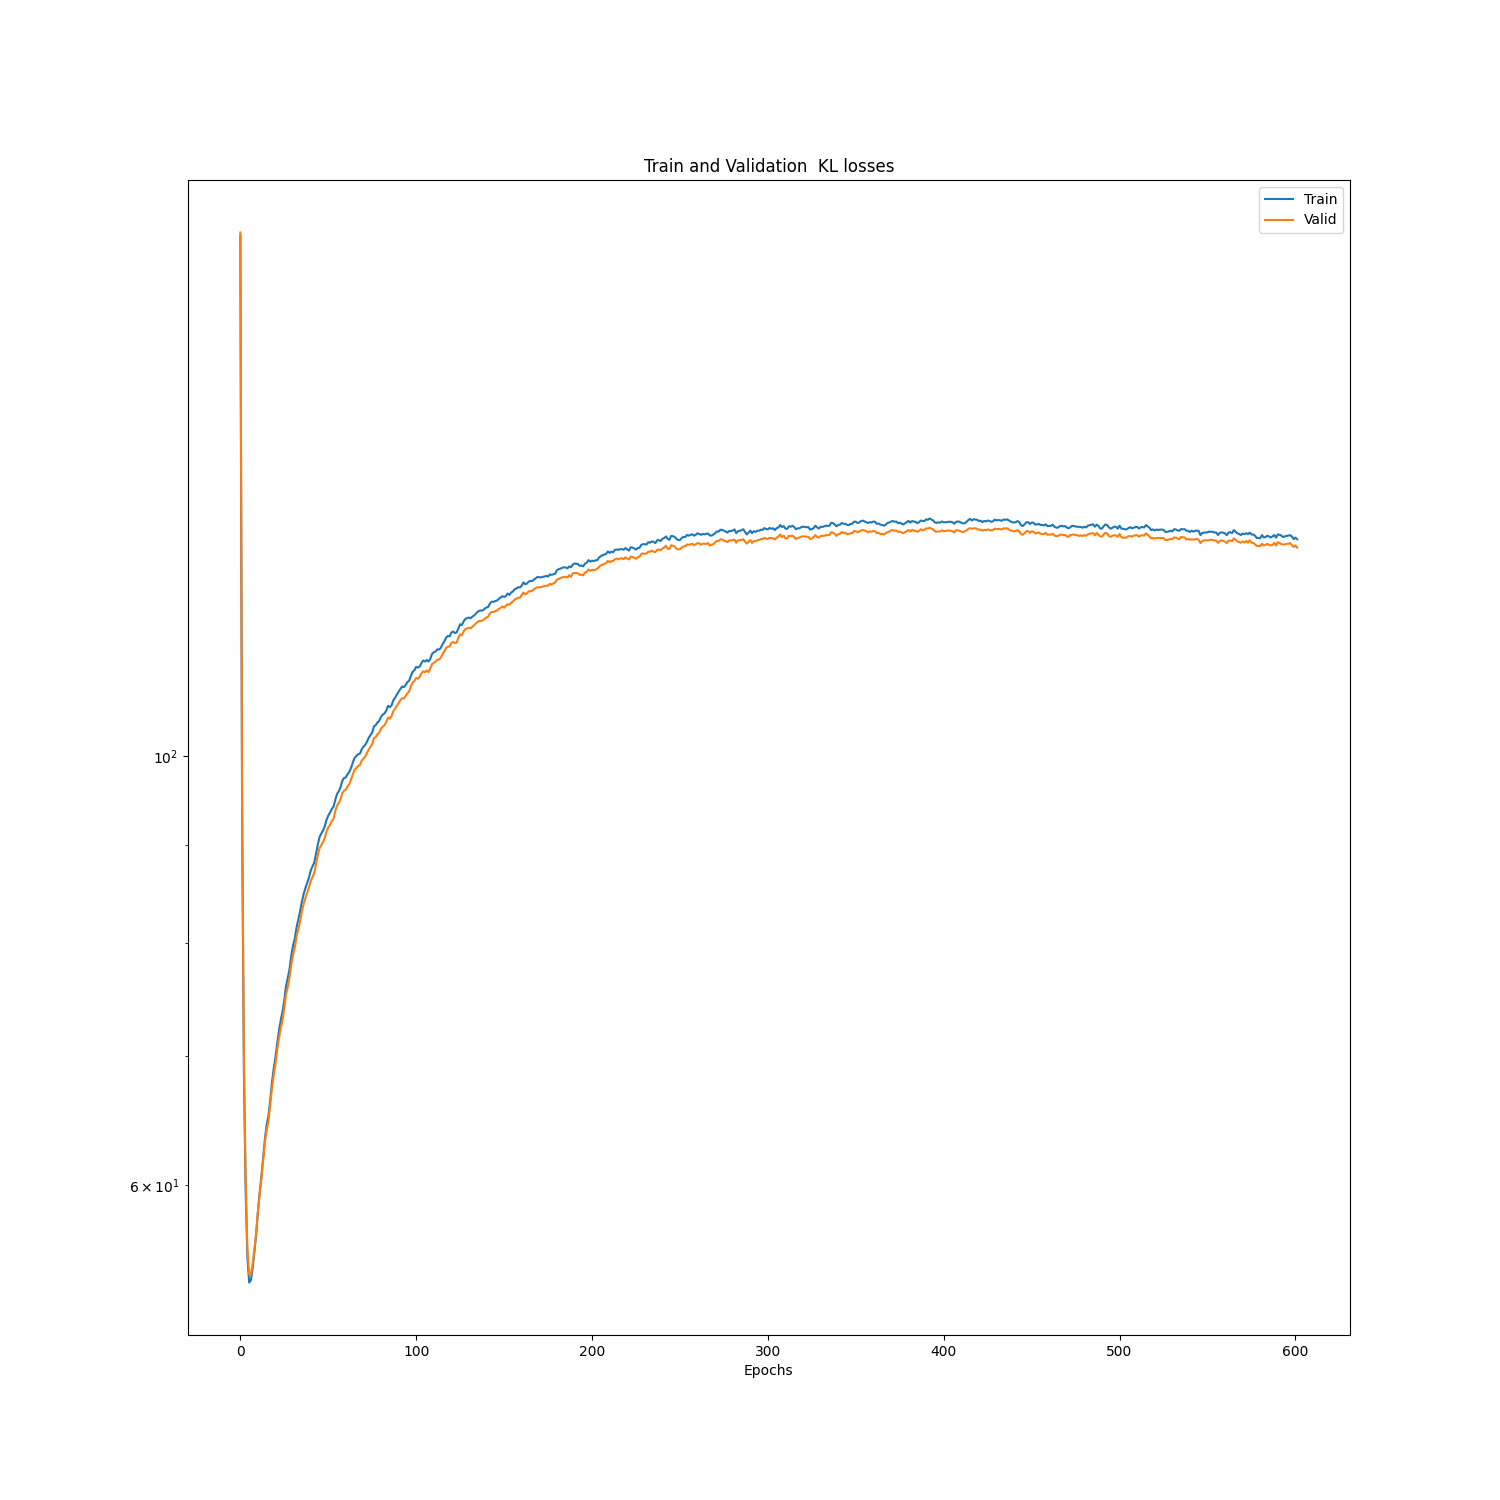 Train and Validation  KL losses
Train
Valid
10²
6 × 10¹
0 100 200 300 400 500 600
Epochs